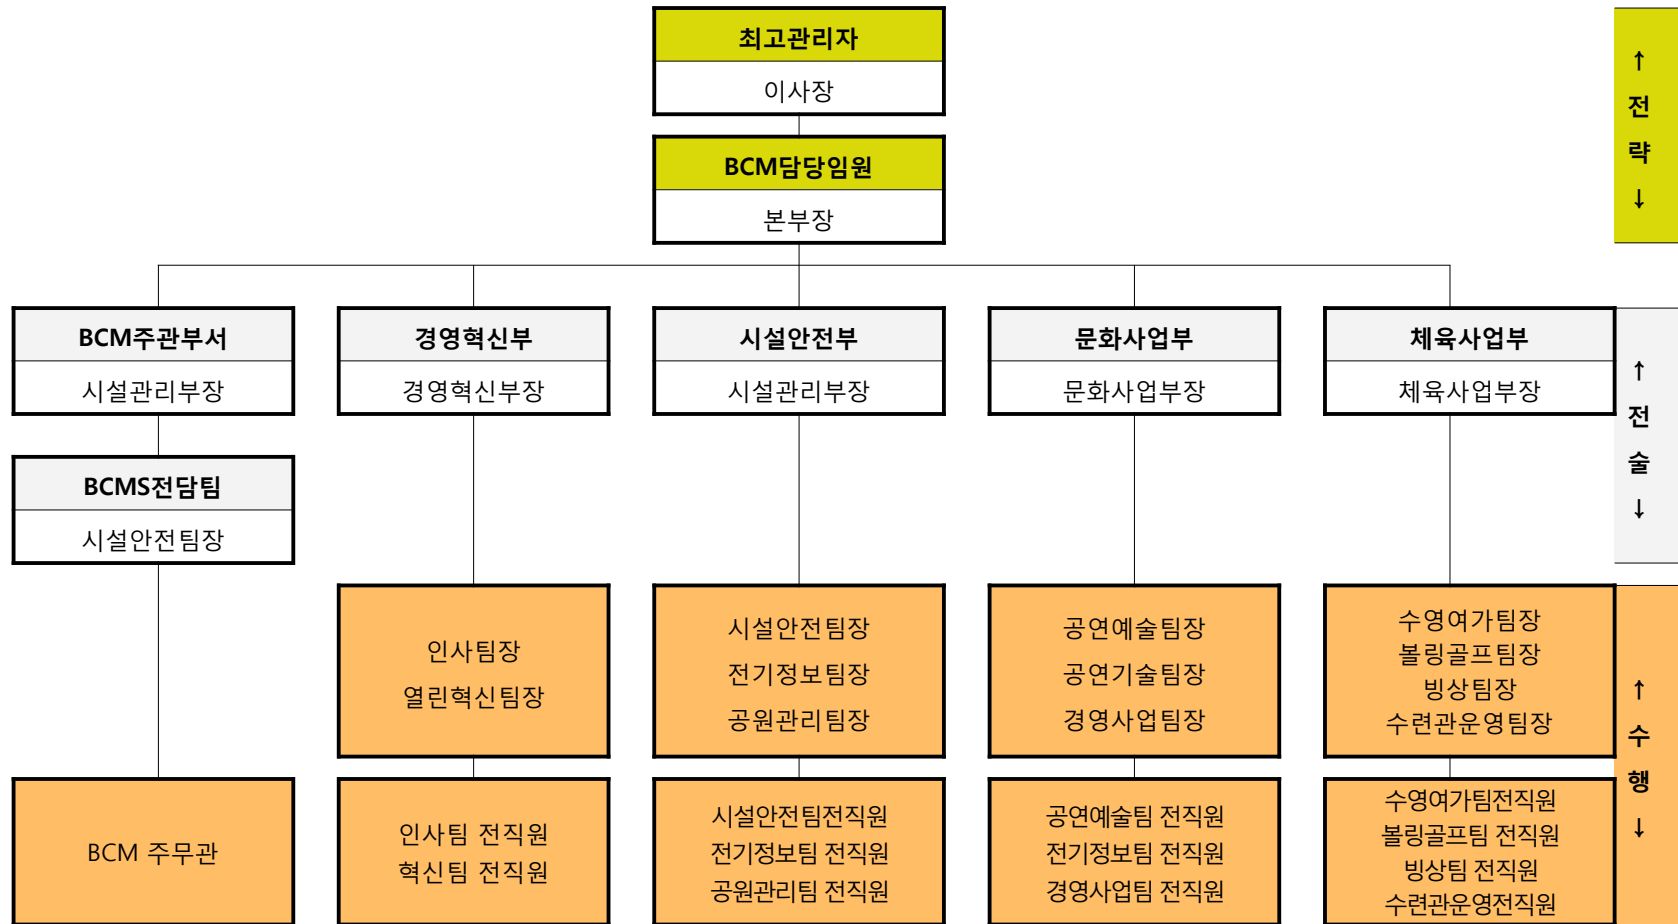 최고관리자
이사장
BCM담당임원
본부장
↑
전
략
↓
BCM주관부서
시설관리부장
경영혁신부
경영혁신부장
시설안전부
시설관리부장
문화사업부
문화사업부장
체육사업부
체육사업부장
BCMS전담팀
시설안전팀장
↑
전
술
↓
인사팀장
열린혁신팀장
시설안전팀장
전기정보팀장
공원관리팀장
공연예술팀장
공연기술팀장
경영사업팀장
수영여가팀장
볼링골프팀장
빙상팀장
수련관운영팀장
BCM 주무관
인사팀 전직원
혁신팀 전직원
시설안전팀전직원
전기정보팀 전직원
공원관리팀 전직원
공연예술팀 전직원
전기정보팀 전직원
경영사업팀 전직원
수영여가팀전직원
볼링골프팀 전직원
빙상팀 전직원
수련관운영전직원
↑
수
행
↓